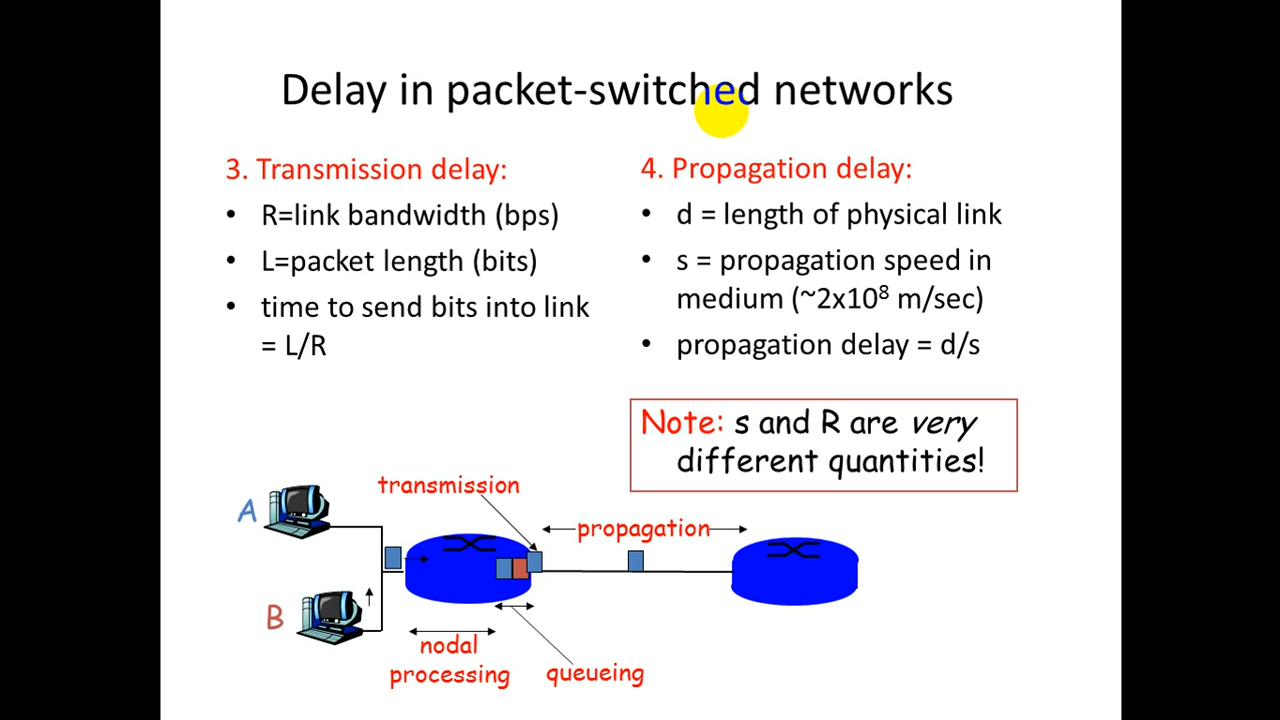 Delay in packet-switched networks
3. Transmission delay:
• R=link bandwidth (bps)
• L=packet length (bits)
• time to send bits into link
= L/R
4. Propagation delay:
• d = length of physical link
• s = propagation speed in
medium (~2x10⁸ m/sec)
• propagation delay = d/s
Note: s and R are very
different quantities!
transmission
A
propagation
B
nodal
processing
queueing